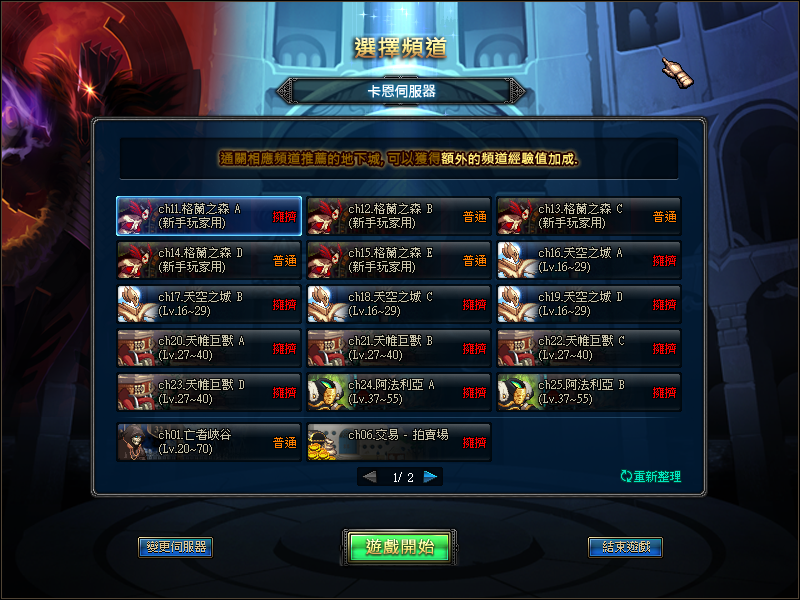 選擇頻道
卡恩伺服器
通關相應頻道推薦的地下城, 可以獲得額外的頻道經驗值加成.
ch11.格蘭之森 A
(新手玩家用)
擁擠
ch12.格蘭之森 B
(新手玩家用)
普通
ch13.格蘭之森 C
(新手玩家用)
普通
ch14.格蘭之森 D
(新手玩家用)
普通
ch15.格蘭之森 E
(新手玩家用)
普通
ch16.天空之城 A
(Lv.16~29)
擁擠
ch17.天空之城 B
(Lv.16~29)
擁擠
ch18.天空之城 C
(Lv.16~29)
擁擠
ch19.天空之城 D
(Lv.16~29)
擁擠
ch20.天帷巨獸 A
(Lv.27~40)
擁擠
ch21.天帷巨獸 B
(Lv.27~40)
擁擠
ch22.天帷巨獸 C
(Lv.27~40)
擁擠
ch23.天帷巨獸 D
(Lv.27~40)
擁擠
ch24.阿法利亞 A
(Lv.37~55)
擁擠
ch25.阿法利亞 B
(Lv.37~55)
擁擠
ch01.亡者峽谷
(Lv.20~70)
普通
ch06.交易 - 拍賣場
擁擠
1/ 2
重新整理
變更伺服器
遊戲開始
結束遊戲